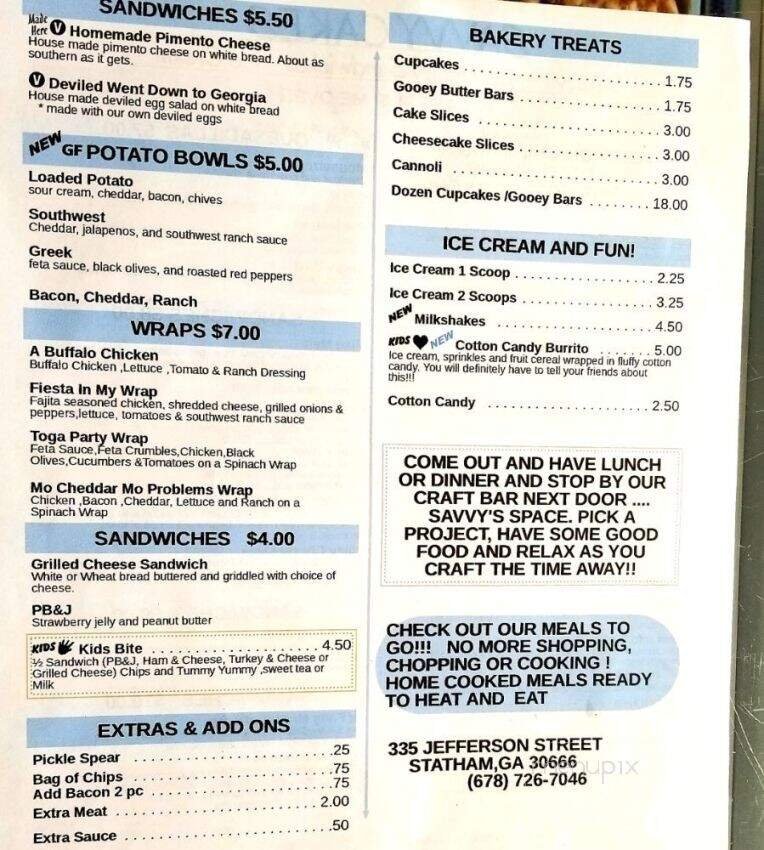 SANDWICHES $5.50
Made
Here V Homemade Pimento Cheese
House made pimento cheese on white bread. About as
southern as it gets.
V Deviled Went Down to Georgia
House made deviled egg salad on white bread
* made with our own deviled eggs
NEW GF POTATO BOWLS $5.00
Loaded Potato
sour cream, cheddar, bacon, chives
Southwest
Cheddar, jalapenos, and southwest ranch sauce
Greek
feta sauce, black olives, and roasted red peppers
Bacon, Cheddar, Ranch
WRAPS $7.00
A Buffalo Chicken
Buffalo Chicken ,Lettuce ,Tomato & Ranch Dressing
Fiesta In My Wrap
Fajita seasoned chicken, shredded cheese, grilled onions &
peppers,lettuce, tomatoes & southwest ranch sauce
Toga Party Wrap
Feta Sauce,Feta Crumbles,Chicken,Black
Olives,Cucumbers &Tomatoes on a Spinach Wrap
Mo Cheddar Mo Problems Wrap
Chicken ,Bacon ,Cheddar, Lettuce and Ranch on a
Spinach Wrap
SANDWICHES $4.00
Grilled Cheese Sandwich
White or Wheat bread buttered and griddled with choice of
cheese.
PB&J
Strawberry jelly and peanut butter
KIDS Kids Bite .................... 4.50
½ Sandwich (PB&J, Ham & Cheese, Turkey & Cheese or
Grilled Cheese) Chips and Tummy Yummy ,sweet tea or
Milk
EXTRAS & ADD ONS
Pickle Spear .................... .25
Bag of Chips .................... .75
Add Bacon 2 pc .................... .75
Extra Meat .................... 2.00
Extra Sauce .................... .50
BAKERY TREATS
Cupcakes .................... 1.75
Gooey Butter Bars .................... 1.75
Cake Slices .................... 3.00
Cheesecake Slices .................... 3.00
Cannoli .................... 3.00
Dozen Cupcakes /Gooey Bars ........ 18.00
ICE CREAM AND FUN!
Ice Cream 1 Scoop .................... 2.25
Ice Cream 2 Scoops .................... 3.25
NEW Milkshakes .................... 4.50
KIDS NEW Cotton Candy Burrito ....... 5.00
Ice cream, sprinkles and fruit cereal wrapped in fluffy cotton
candy. You will definitely have to tell your friends about
this!!!
Cotton Candy .................... 2.50
COME OUT AND HAVE LUNCH
OR DINNER AND STOP BY OUR
CRAFT BAR NEXT DOOR ....
SAVVY'S SPACE. PICK A
PROJECT, HAVE SOME GOOD
FOOD AND RELAX AS YOU
CRAFT THE TIME AWAY!!
CHECK OUT OUR MEALS TO
GO!!! NO MORE SHOPPING,
CHOPPING OR COOKING !
HOME COOKED MEALS READY
TO HEAT AND EAT
335 JEFFERSON STREET
STATHAM,GA 30666
(678) 726-7046